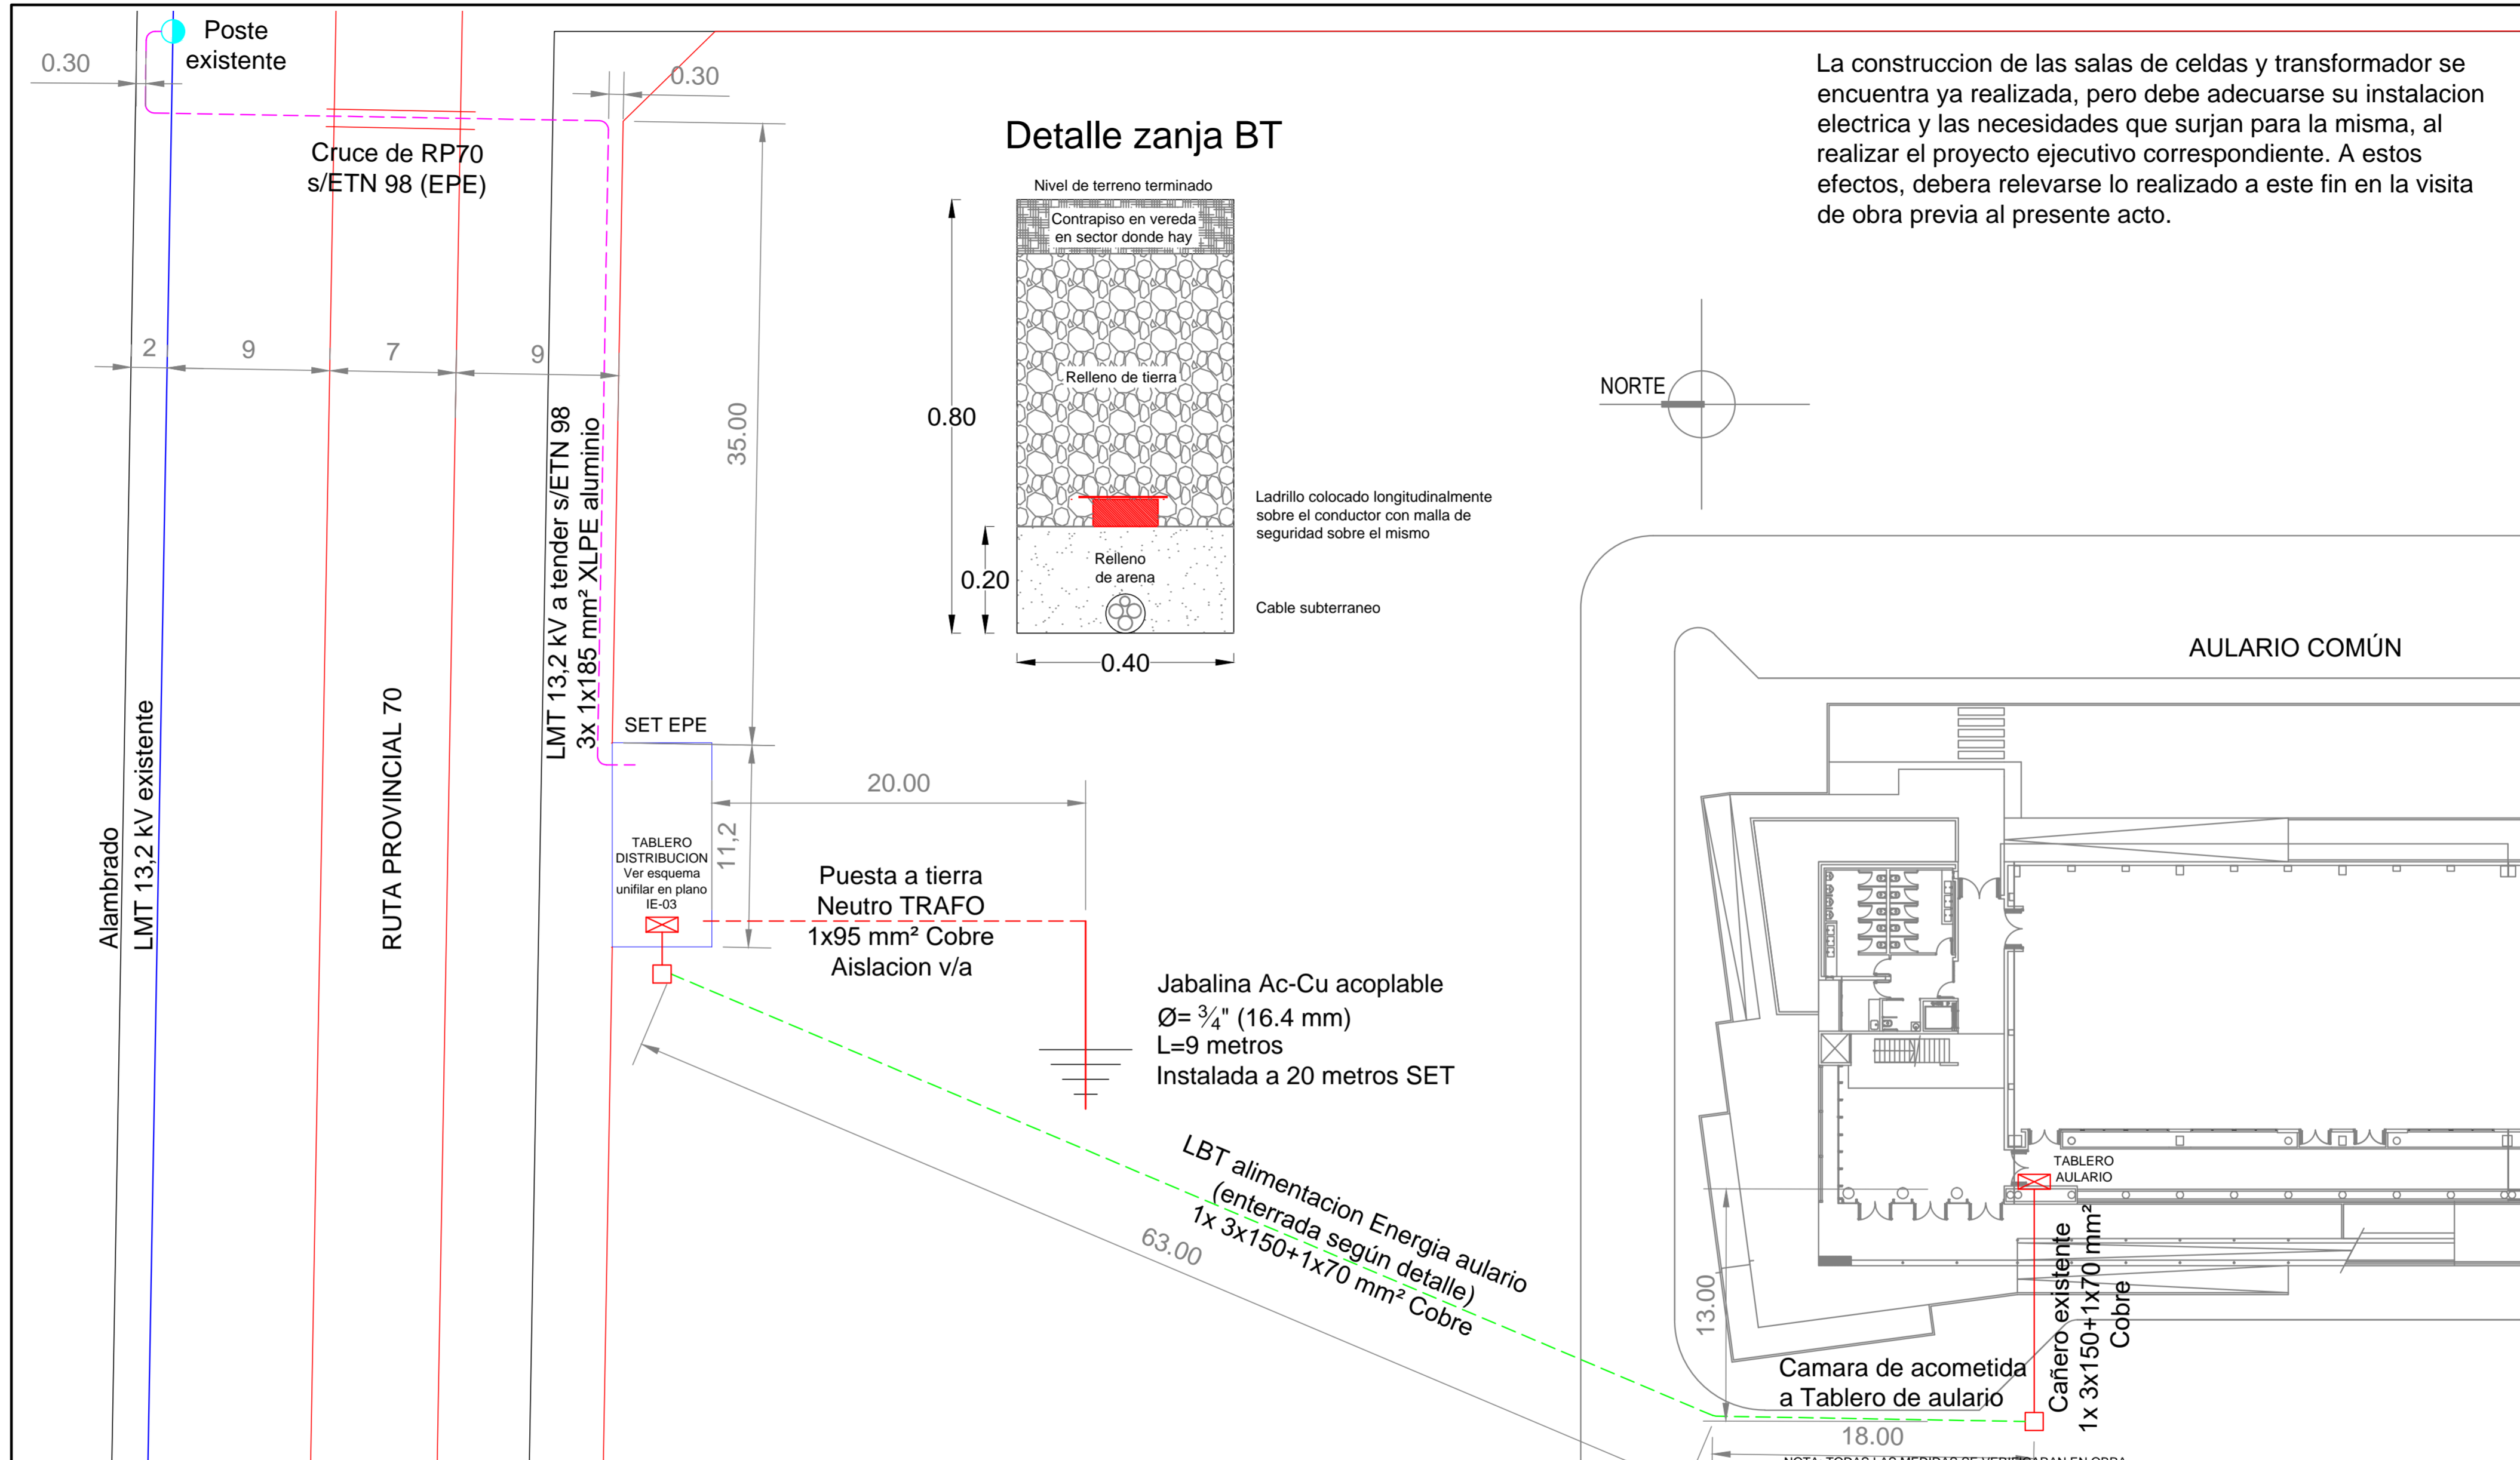 Poste
existente
0.30
0.30
Cruce de RP70
s/ETN 98 (EPE)
2
9
7
9
35.00
LMT 13,2 kV a tender s/ETN 98
3x 1x185 mm² XLPE aluminio
Alambrado
LMT 13,2 kV existente
RUTA PROVINCIAL 70
SET EPE
20.00
11,2
TABLERO
DISTRIBUCION
Ver esquema
unifilar en plano
IE-03
Puesta a tierra
Neutro TRAFO
1x95 mm² Cobre
Aislacion v/a
Jabalina Ac-Cu acoplable
Ø= ¾" (16.4 mm)
L=9 metros
Instalada a 20 metros SET
LBT alimentacion Energia aulario
(enterrada según detalle)
1x 3x150+1x70 mm² Cobre
63.00
Detalle zanja BT
Nivel de terreno terminado
Contrapiso en vereda
en sector donde hay
Relleno de tierra
0.80
0.20
Relleno
de arena
0.40
Ladrillo colocado longitudinalmente
sobre el conductor con malla de
seguridad sobre el mismo
Cable subterraneo
La construccion de las salas de celdas y transformador se
encuentra ya realizada, pero debe adecuarse su instalacion
electrica y las necesidades que surjan para la misma, al
realizar el proyecto ejecutivo correspondiente. A estos
efectos, debera relevarse lo realizado a este fin en la visita
de obra previa al presente acto.
NORTE
AULARIO COMÚN
TABLERO
AULARIO
13.00
Cañero existente
1x 3x150+1x70 mm²
Cobre
Camara de acometida
a Tablero de aulario
18.00
NOTA: TODAS LAS MEDIDAS SE VERIFICARAN EN OBRA